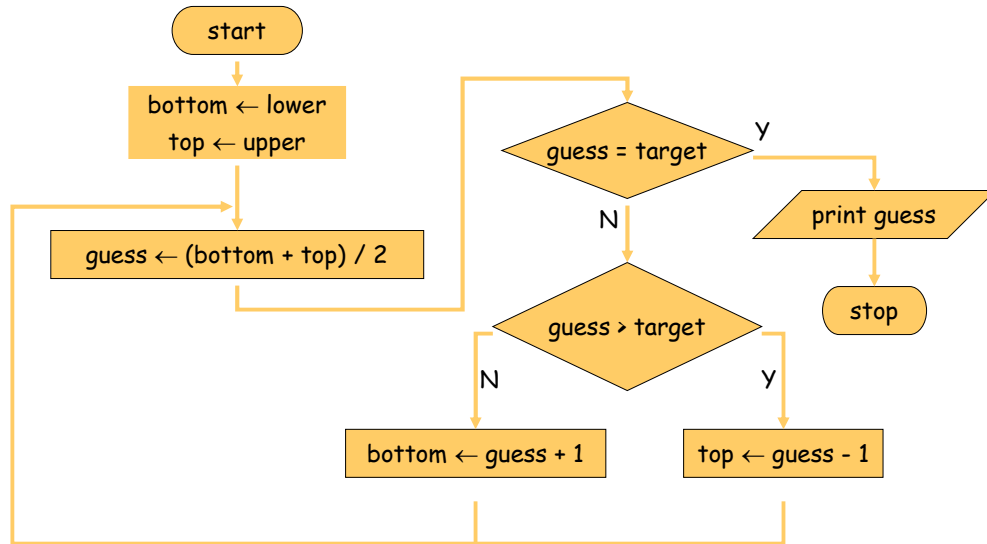 start
bottom ← lower
top ← upper
guess ← (bottom + top) / 2
guess = target
Y
print guess
stop
N
guess > target
N
Y
bottom ← guess + 1
top ← guess - 1